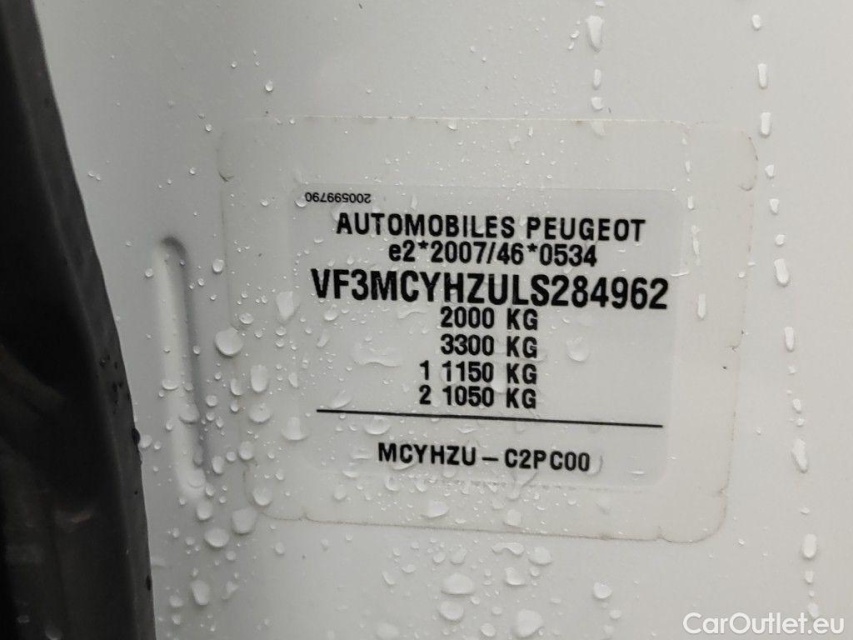 200599790
AUTOMOBILES PEUGEOT
e2*2007/46*0534
VF3MCYHZULS284962
2000 KG
3300 KG
1 1150 KG
2 1050 KG
MCYHZU - C2PC00
CarOutlet.eu